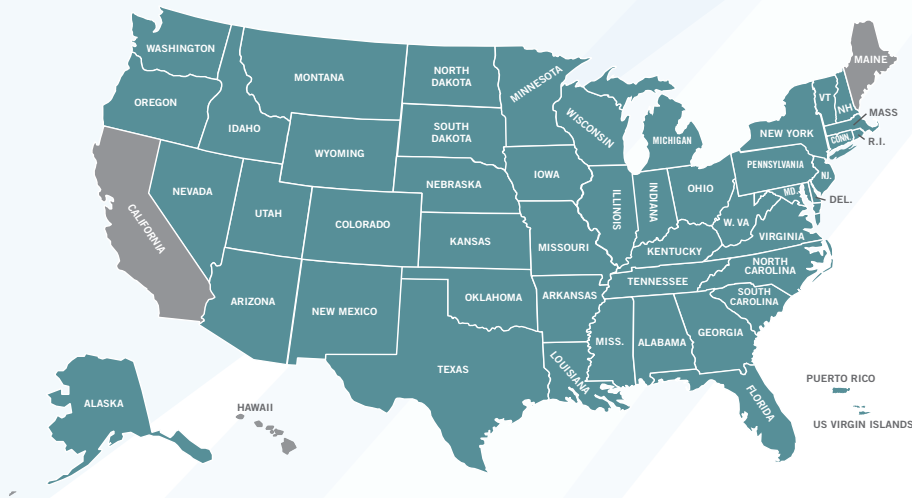 WASHINGTON
MONTANA
NORTH
DAKOTA
MINNESOTA
MAINE
OREGON
IDAHO
WYOMING
SOUTH
DAKOTA
WISCONSIN
MICHIGAN
VT
NH
MASS
NEW YORK
CONN.
R.I.
NEVADA
UTAH
COLORADO
NEBRASKA
IOWA
ILLINOIS
INDIANA
OHIO
PENNSYLVANIA
NJ.
MD.
DEL.
CALIFORNIA
KANSAS
MISSOURI
KENTUCKY
W. VA
VIRGINIA
ARIZONA
NEW MEXICO
OKLAHOMA
ARKANSAS
TENNESSEE
NORTH
CAROLINA
SOUTH
CAROLINA
TEXAS
LOUISIANA
MISS.
ALABAMA
GEORGIA
FLORIDA
ALASKA
HAWAII
PUERTO RICO
US VIRGIN ISLANDS